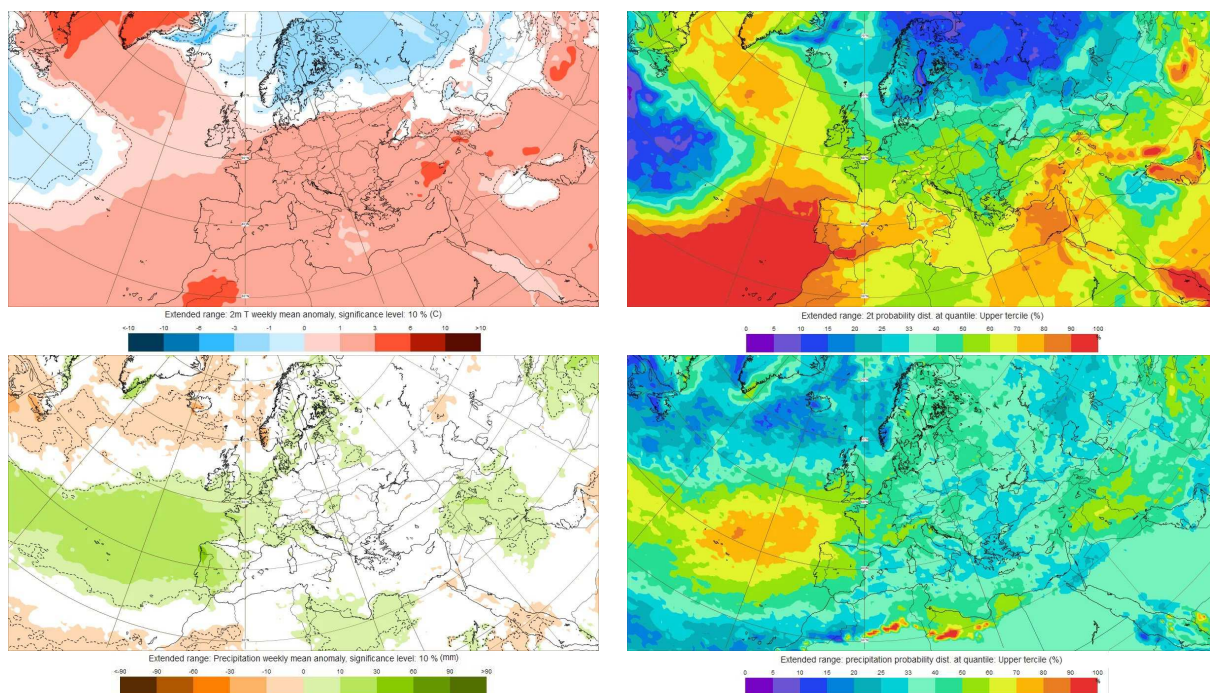 Extended range: 2m T weekly mean anomaly, significance level: 10 % (C)
<-10 -10 -6 -3 -1 0 1 3 6 10 >10
Extended range: 2t probability dist. at quantile: Upper tercile (%)
0 5 10 15 20 33 40 50 60 70 80 90 100
%
Extended range: Precipitation weekly mean anomaly, significance level: 10 % (mm)
<-90 -90 -60 -30 -10 0 10 30 60 90 >90
Extended range: precipitation probability dist. at quantile: Upper tercile (%)
0 5 10 15 20 33 40 50 60 70 80 90 100
%